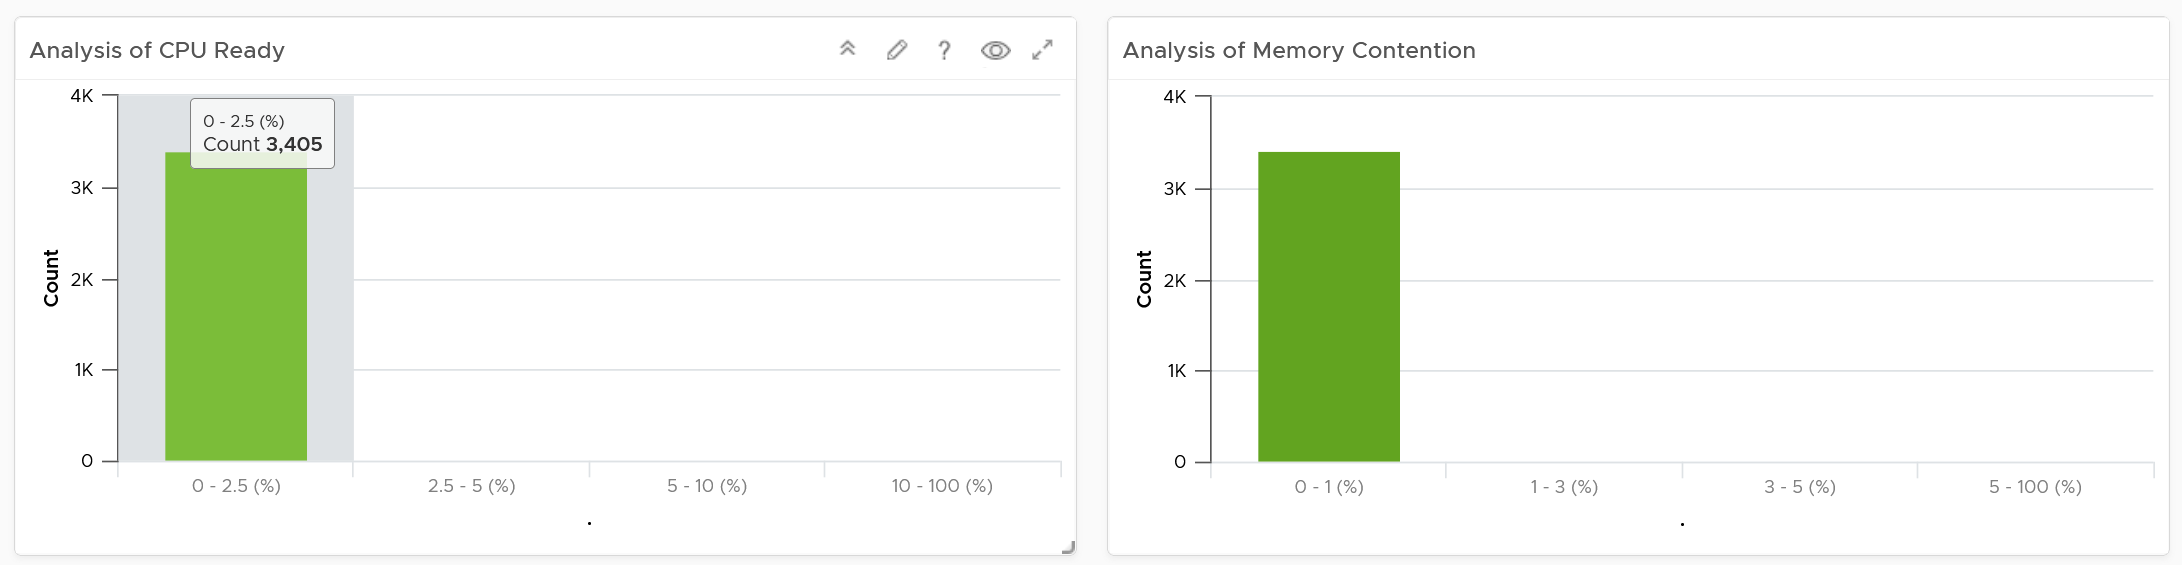 Analysis of CPU Ready
?
4K
3K
2K
1K
0
Count
0 - 2.5 (%)
Count 3,405
0 - 2.5 (%)
2.5 - 5 (%)
5 - 10 (%)
10 - 100 (%)
.
Analysis of Memory Contention
4K
3K
2K
1K
0
Count
0 - 1 (%)
1 - 3 (%)
3 - 5 (%)
5 - 100 (%)
.